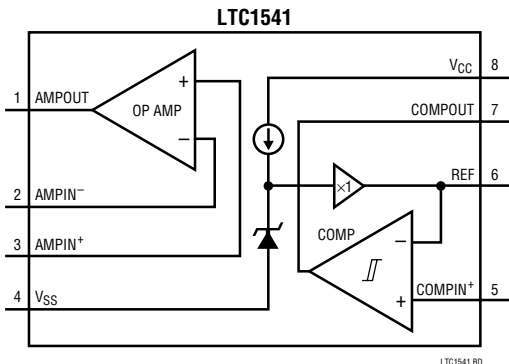 LTC1541
VCC 8
1 AMPOUT
+
OP AMP
COMPOUT 7
−
×1
REF 6
2 AMPIN−
COMP
−
3 AMPIN+
4 VSS
+
COMPIN+ 5
LTC1541 BD